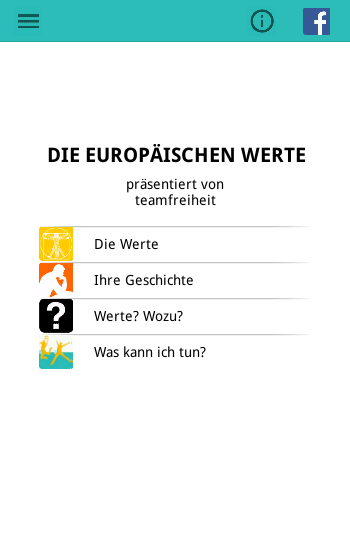 DIE EUROPÄISCHEN WERTE
präsentiert von
teamfreiheit
Die Werte
Ihre Geschichte
Werte? Wozu?
Was kann ich tun?